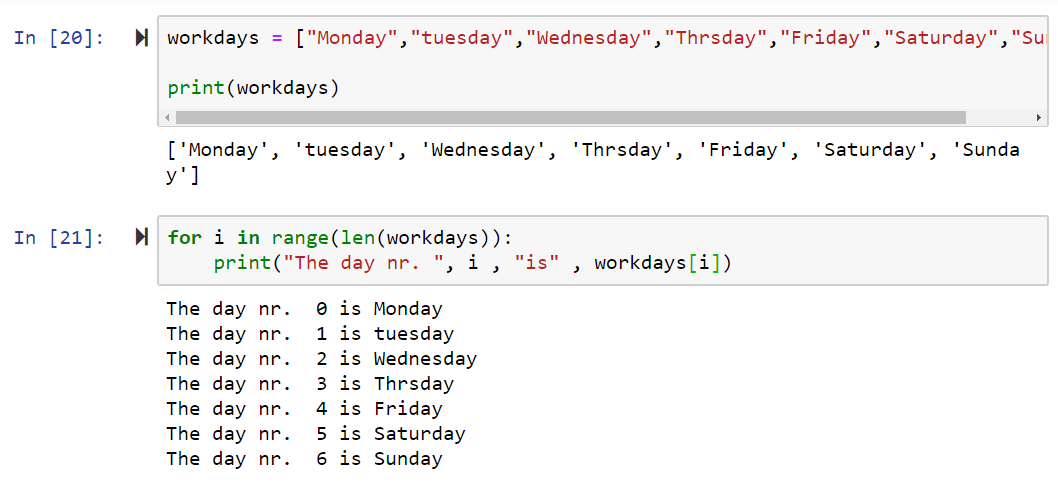 In [20]:
workdays = ["Monday","tuesday","Wednesday","Thrsday","Friday","Saturday","Su
print(workdays)
['Monday', 'tuesday', 'Wednesday', 'Thrsday', 'Friday', 'Saturday', 'Sunda
y']
In [21]:
for i in range(len(workdays)):
    print("The day nr. ", i , "is" , workdays[i])
The day nr.  0 is Monday
The day nr.  1 is tuesday
The day nr.  2 is Wednesday
The day nr.  3 is Thrsday
The day nr.  4 is Friday
The day nr.  5 is Saturday
The day nr.  6 is Sunday